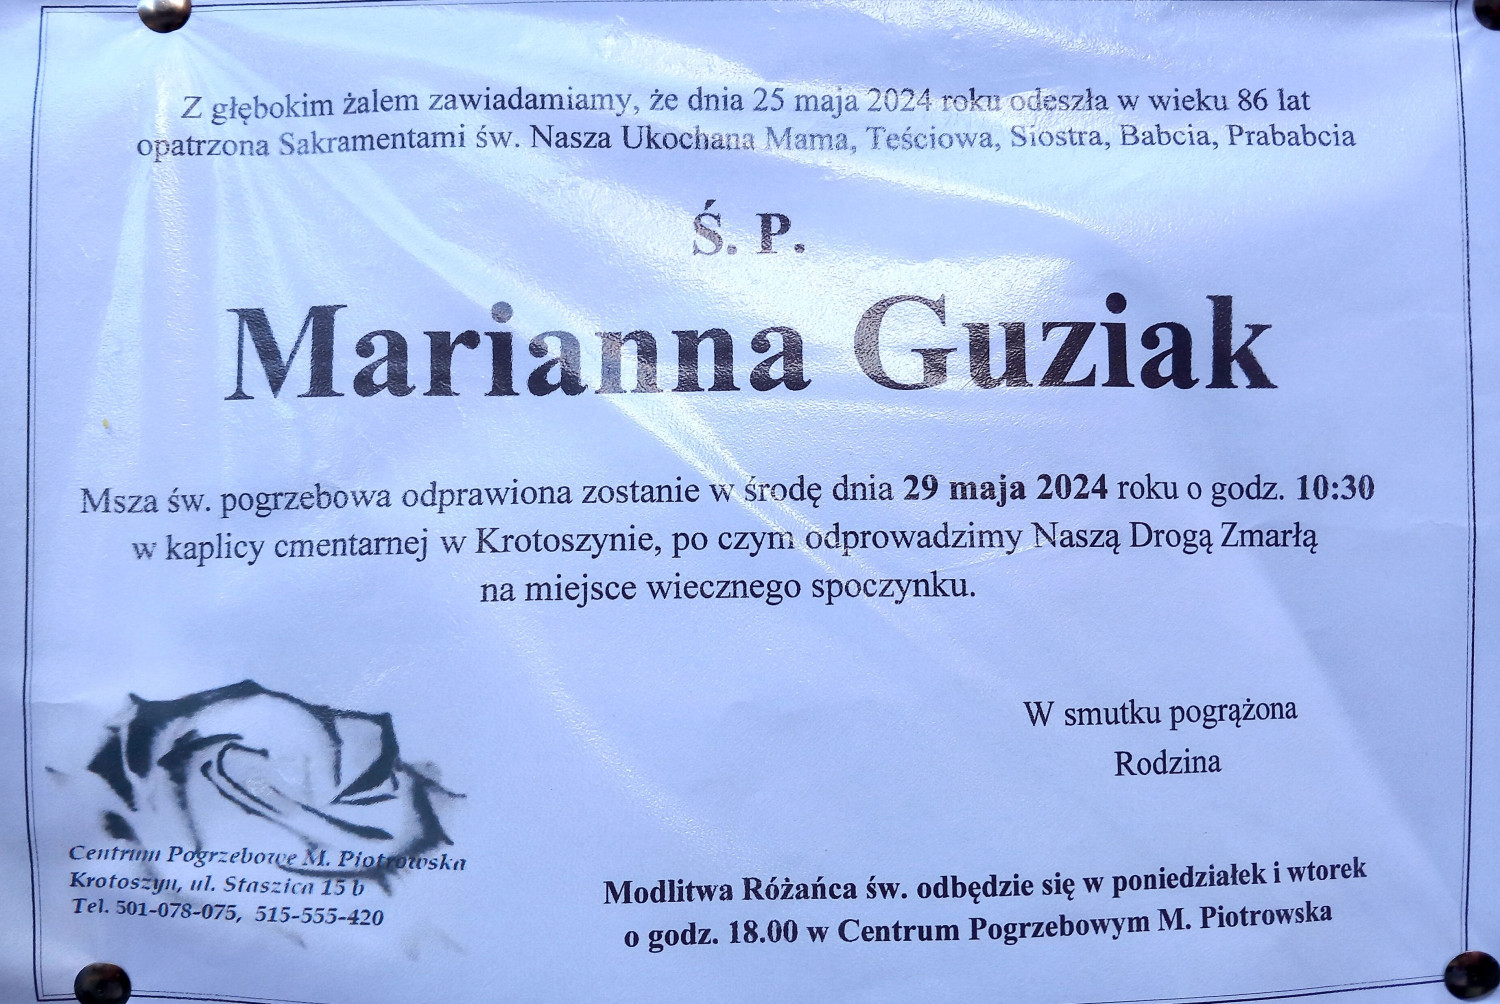 Z głębokim żalem zawiadamiamy, że dnia 25 maja 2024 roku odeszła w wieku 86 lat
opatrzona Sakramentami św. Nasza Ukochana Mama, Teściowa, Siostra, Babcia, Prababcia
Ś. P.
Marianna Guziak
Msza św. pogrzebowa odprawiona zostanie w środę dnia 29 maja 2024 roku o godz. 10:30
w kaplicy cmentarnej w Krotoszynie, po czym odprowadzimy Naszą Drogą Zmarłą
na miejsce wiecznego spoczynku.
W smutku pogrążona
Rodzina
Centrum Pogrzebowe M. Piotrowska
Krotoszyn, ul. Staszica 15 b
Tel. 501-078-075, 515-555-420
Modlitwa Różańca św. odbędzie się w poniedziałek i wtorek
o godz. 18.00 w Centrum Pogrzebowym M. Piotrowska